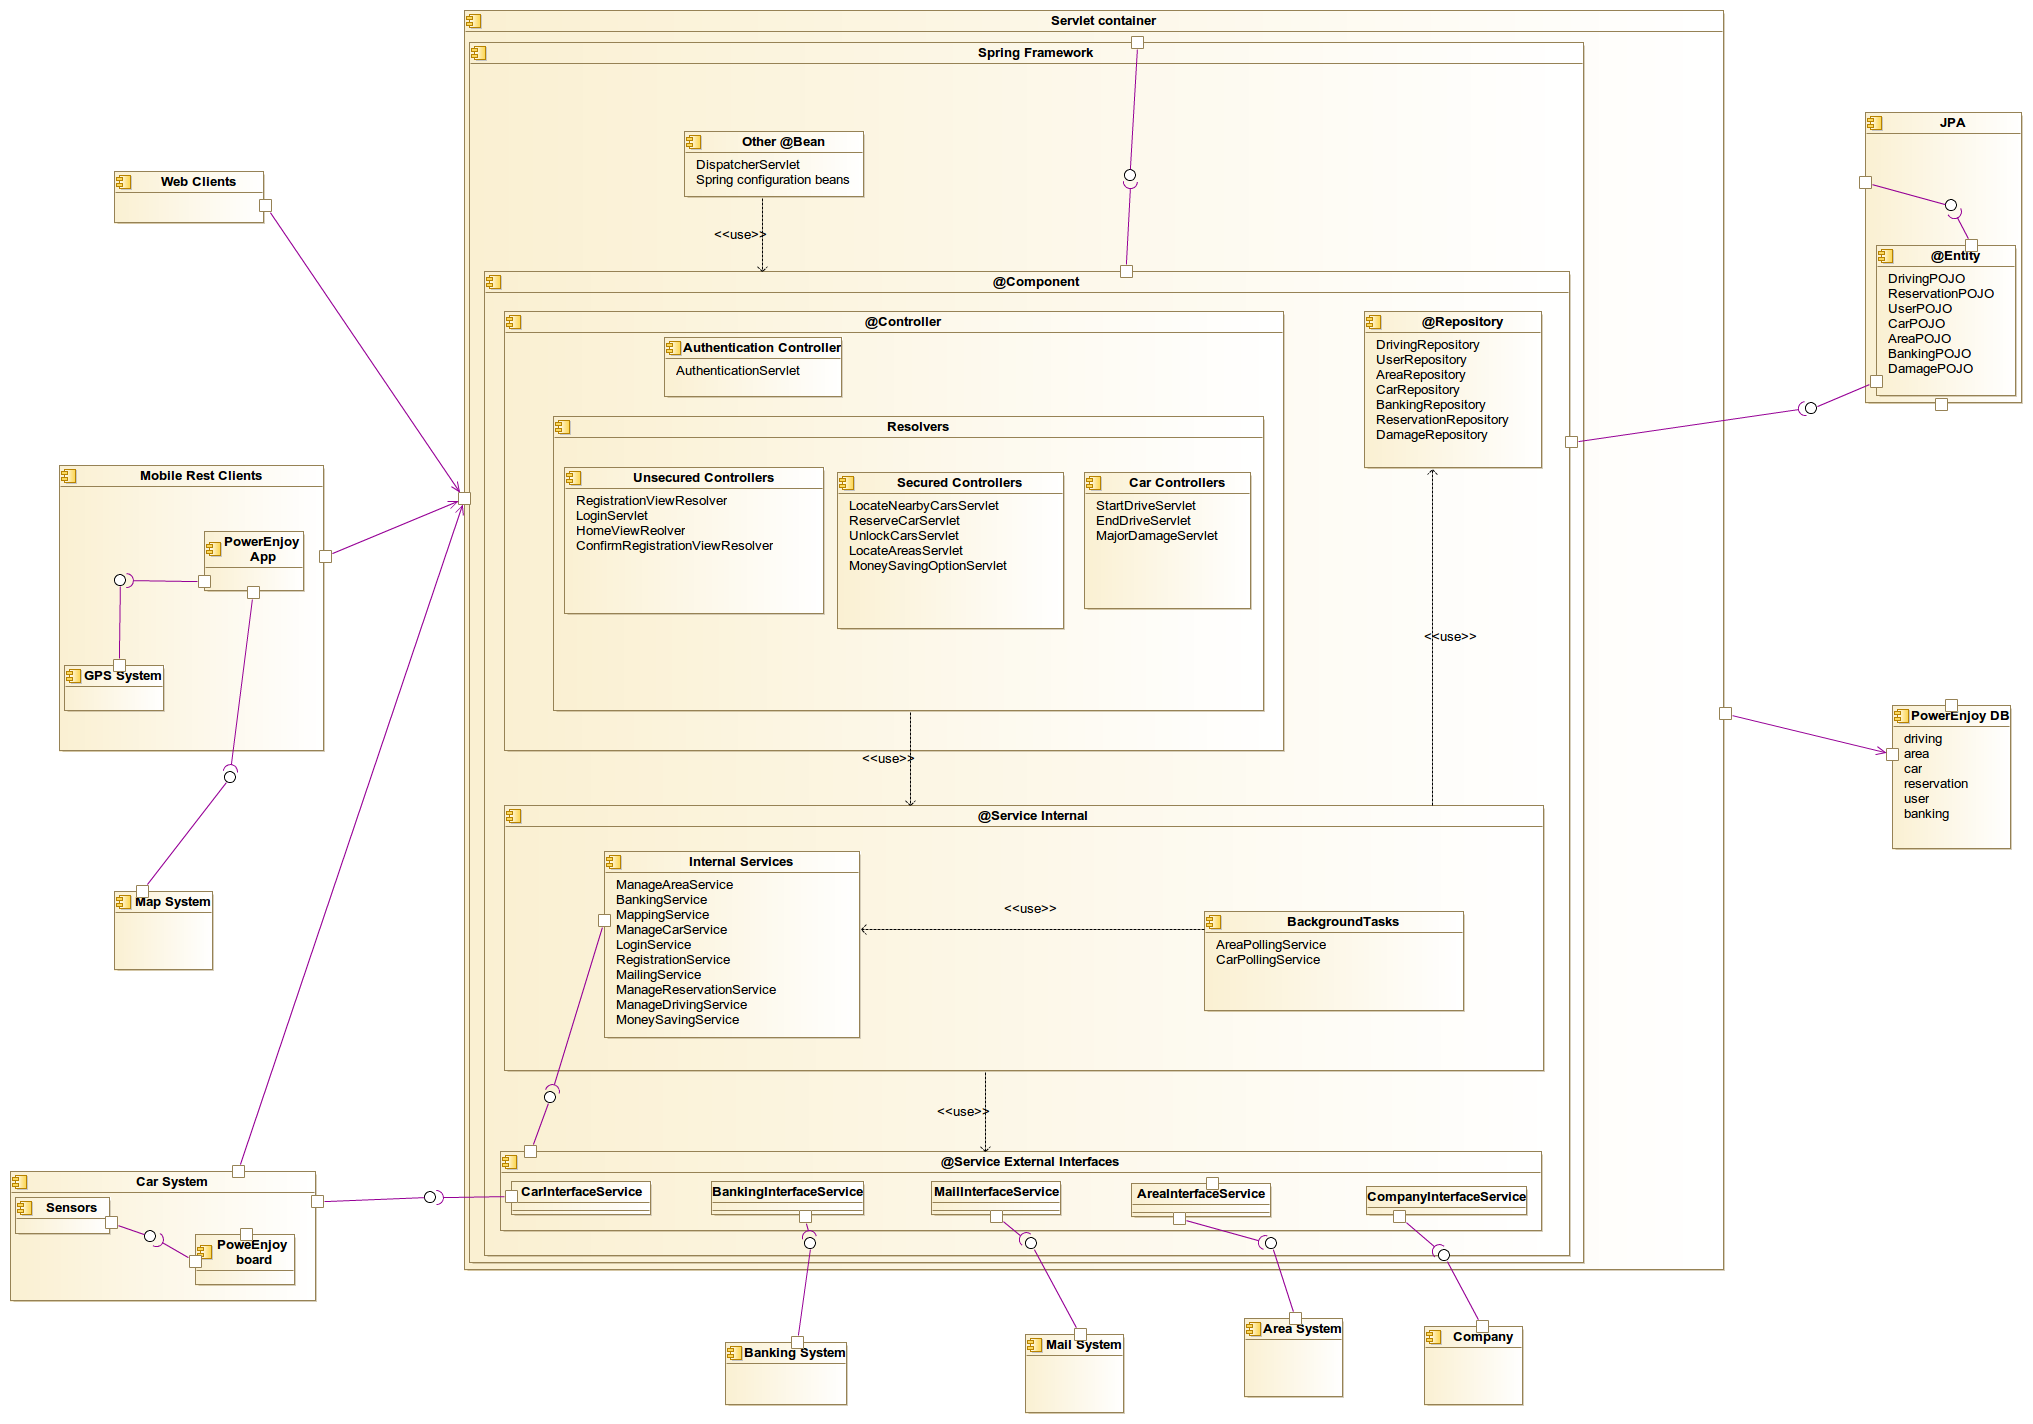 Servlet container
Spring Framework
Other @Bean
DispatcherServlet
Spring configuration beans
<<use>>
Web Clients
JPA
@Entity
DrivingPOJO
ReservationPOJO
UserPOJO
CarPOJO
AreaPOJO
BankingPOJO
DamagePOJO
@Component
@Controller
Authentication Controller
AuthenticationServlet
@Repository
DrivingRepository
UserRepository
AreaRepository
CarRepository
BankingRepository
ReservationRepository
DamageRepository
Resolvers
Unsecured Controllers
RegistrationViewResolver
LoginServlet
HomeViewReolver
ConfirmRegistrationViewResolver
Secured Controllers
LocateNearbyCarsServlet
ReserveCarServlet
UnlockCarsServlet
LocateAreasServlet
MoneySavingOptionServlet
Car Controllers
StartDriveServlet
EndDriveServlet
MajorDamageServlet
Mobile Rest Clients
PowerEnjoy
App
GPS System
<<use>>
<<use>>
PowerEnjoy DB
driving
area
car
reservation
user
banking
Map System
@Service Internal
Internal Services
ManageAreaService
BankingService
MappingService
ManageCarService
LoginService
RegistrationService
MailingService
ManageReservationService
ManageDrivingService
MoneySavingService
<<use>>
BackgroundTasks
AreaPollingService
CarPollingService
<<use>>
@Service External Interfaces
CarInterfaceService
BankingInterfaceService
MailInterfaceService
AreaInterfaceService
CompanyInterfaceService
Car System
Sensors
PoweEnjoy
board
Banking System
Mail System
Area System
Company